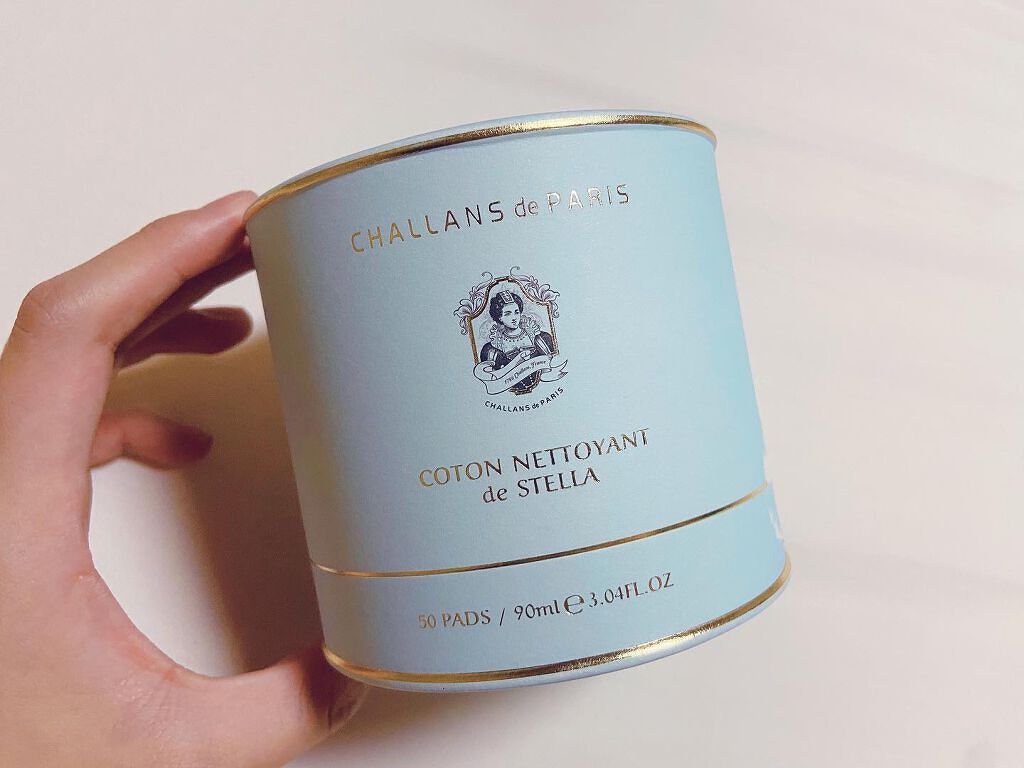 CHALLANS de PARIS
CHALLANS de PARIS
COTON NETTOYANT
de STELLA
50 PADS / 90ml ℮ 3.04FL.OZ